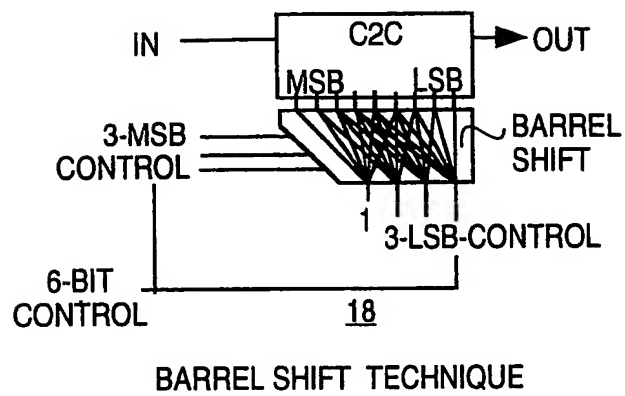 C2C
IN
OUT
MSB LSB
3-MSB
CONTROL
BARREL
SHIFT
1
3-LSB-CONTROL
6-BIT
CONTROL
18
BARREL SHIFT TECHNIQUE